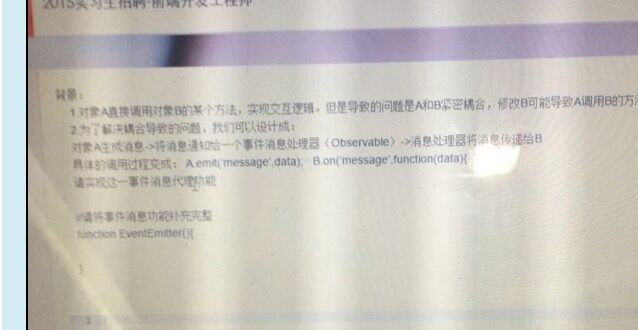 2015实习生招聘-前端开发工程师
背景：
1.对象A直接调用对象B的某个方法，实现交互逻辑。但是导致的问题是A和B紧密耦合，修改B可能导致A调用B的方
2.为了解决耦合导致的问题，我们可以设计成：
对象A生成消息->将消息通知给一个事件消息处理器（Observable）->消息处理器将消息传递给B
具体的调用过程变成： A.emit('message',data); B.on('message',function(data){
请实现这一事件消息代理功能
//请将事件消息功能补充完整
function EventEmitter(){
}
1